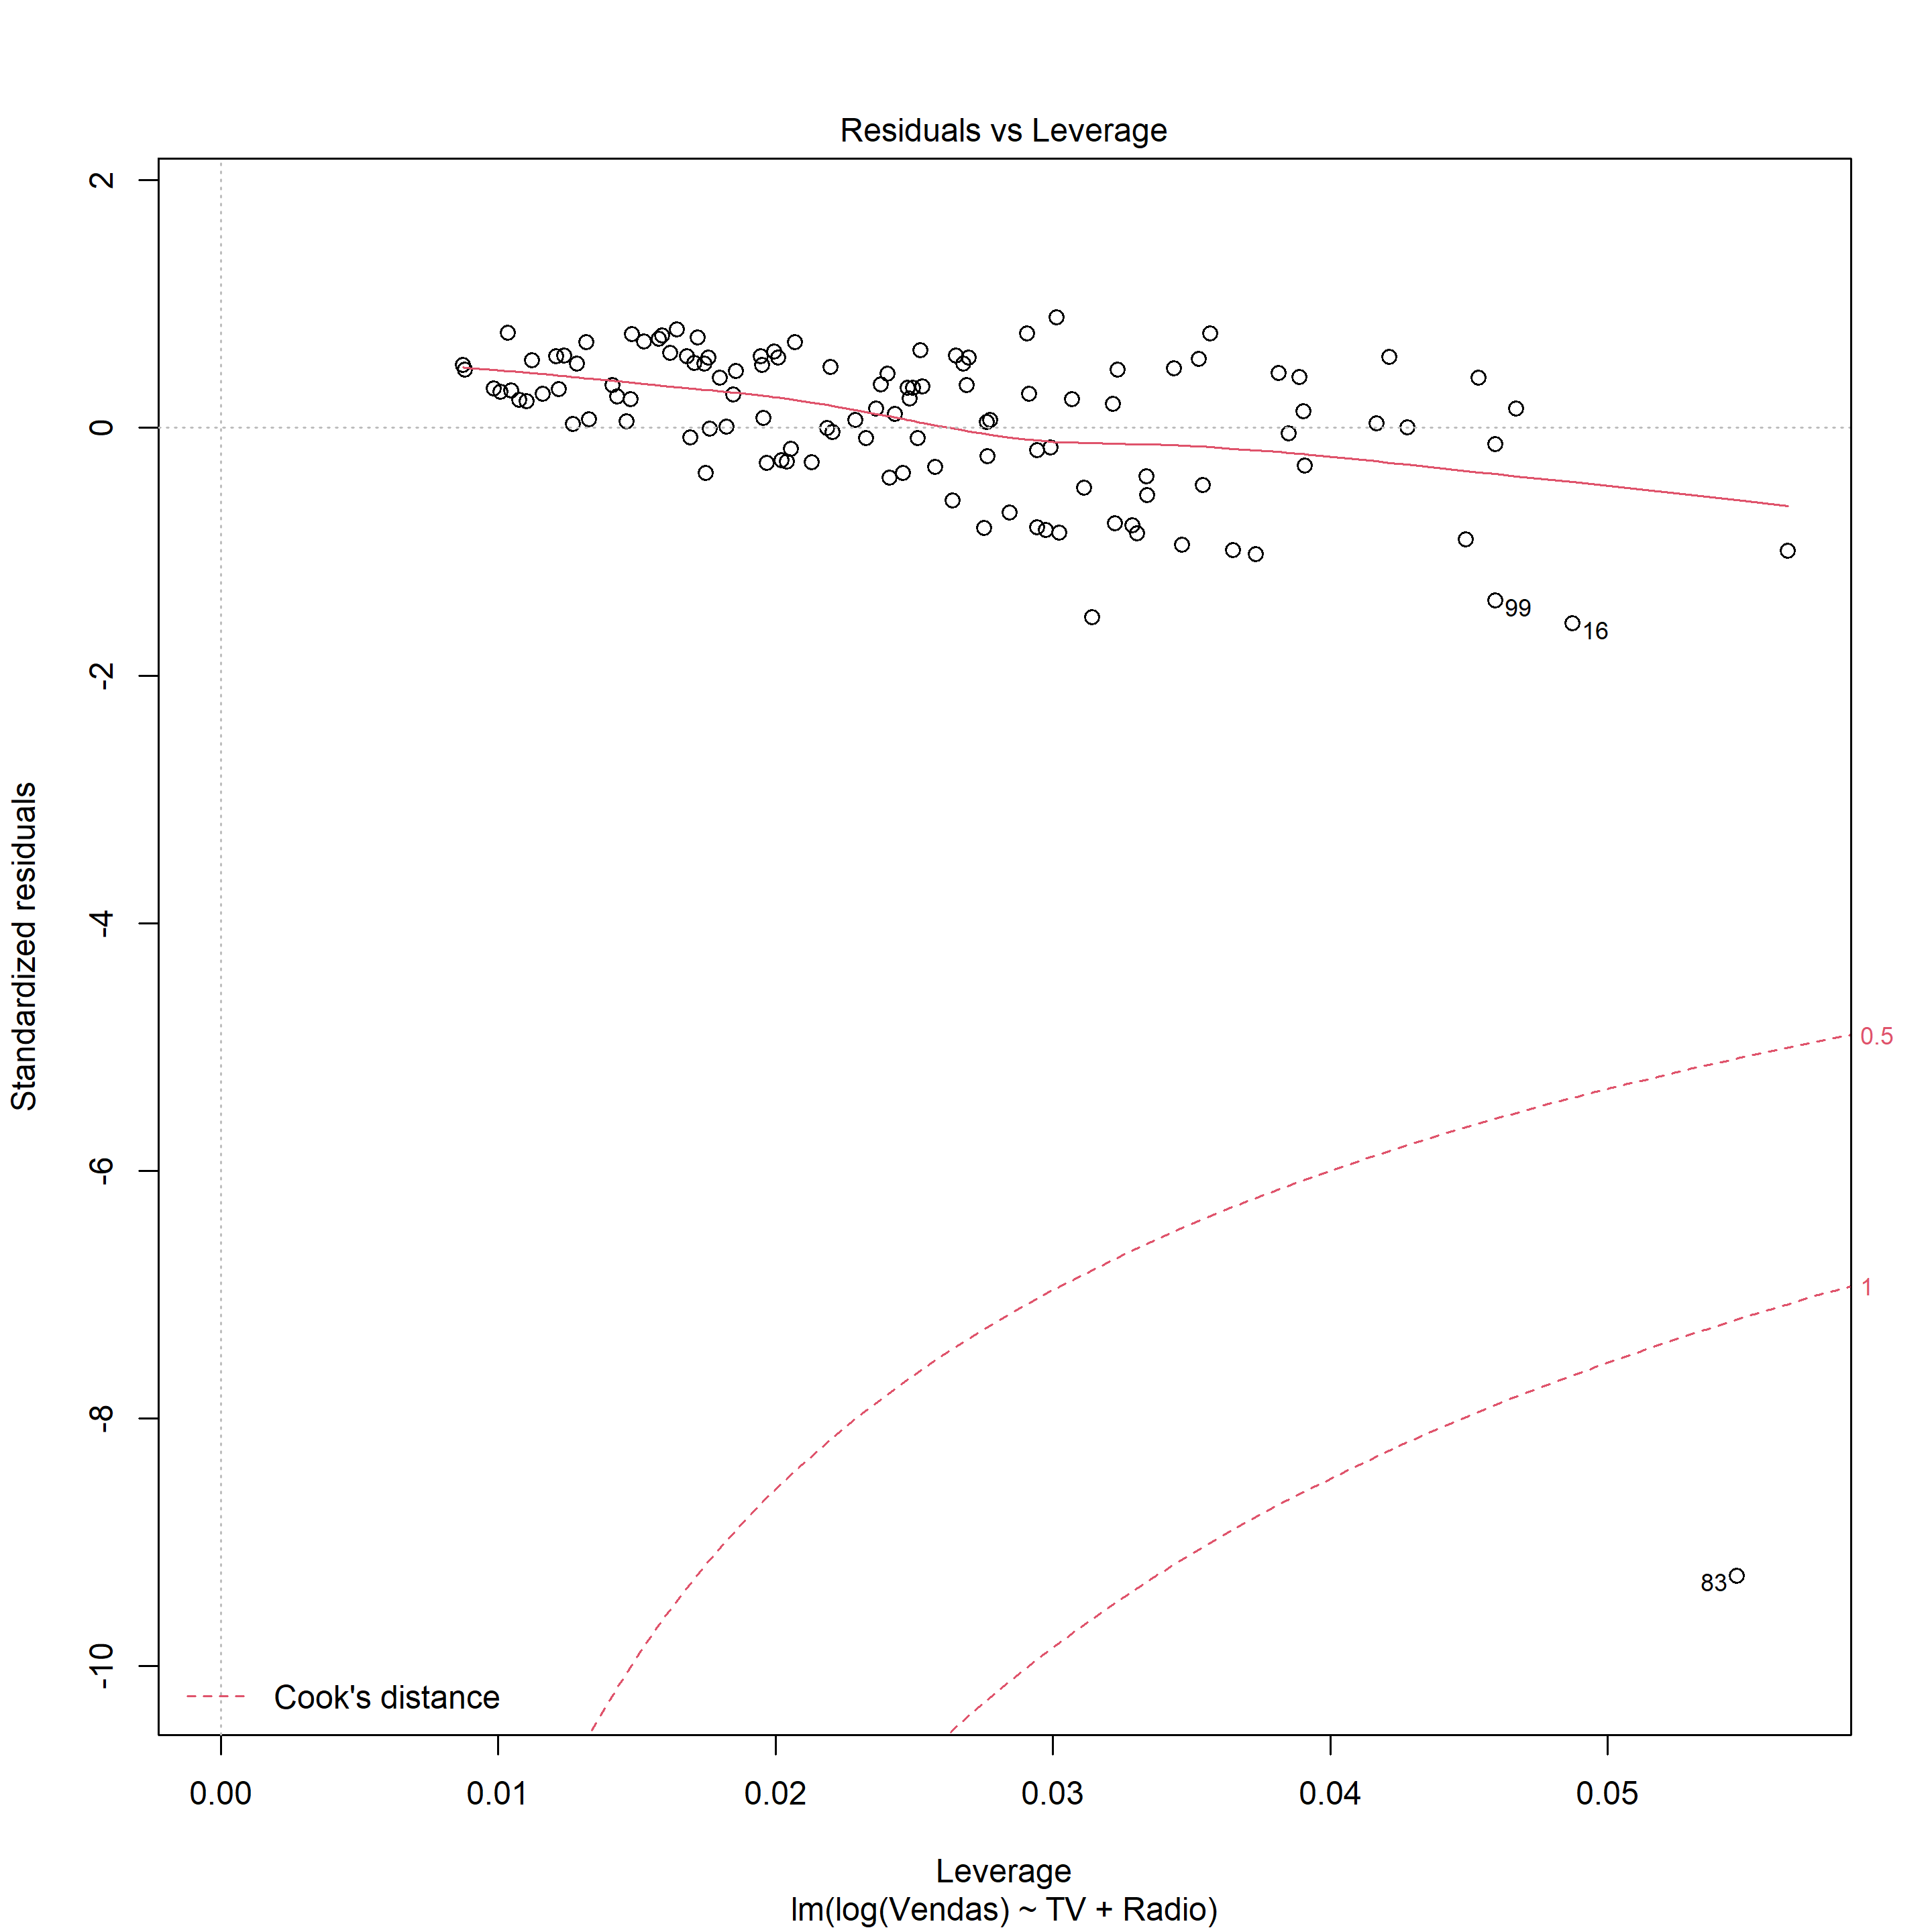 Residuals vs Leverage
2
0
-2
-4
-6
-8
-10
Standardized residuals
99
16
83
0.5
1
Cook's distance
0.00 0.01 0.02 0.03 0.04 0.05
Leverage
lm(log(Vendas) ~ TV + Radio)